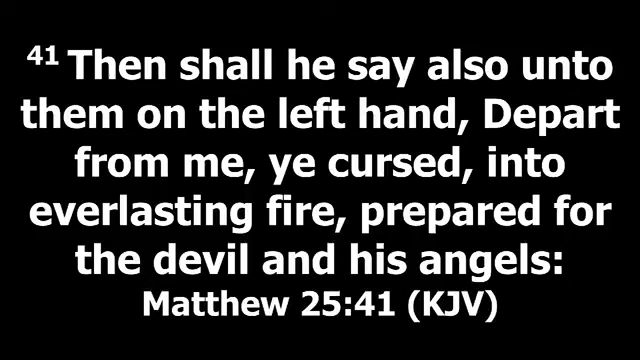 41 Then shall he say also unto
them on the left hand, Depart
from me, ye cursed, into
everlasting fire, prepared for
the devil and his angels:
Matthew 25:41 (KJV)